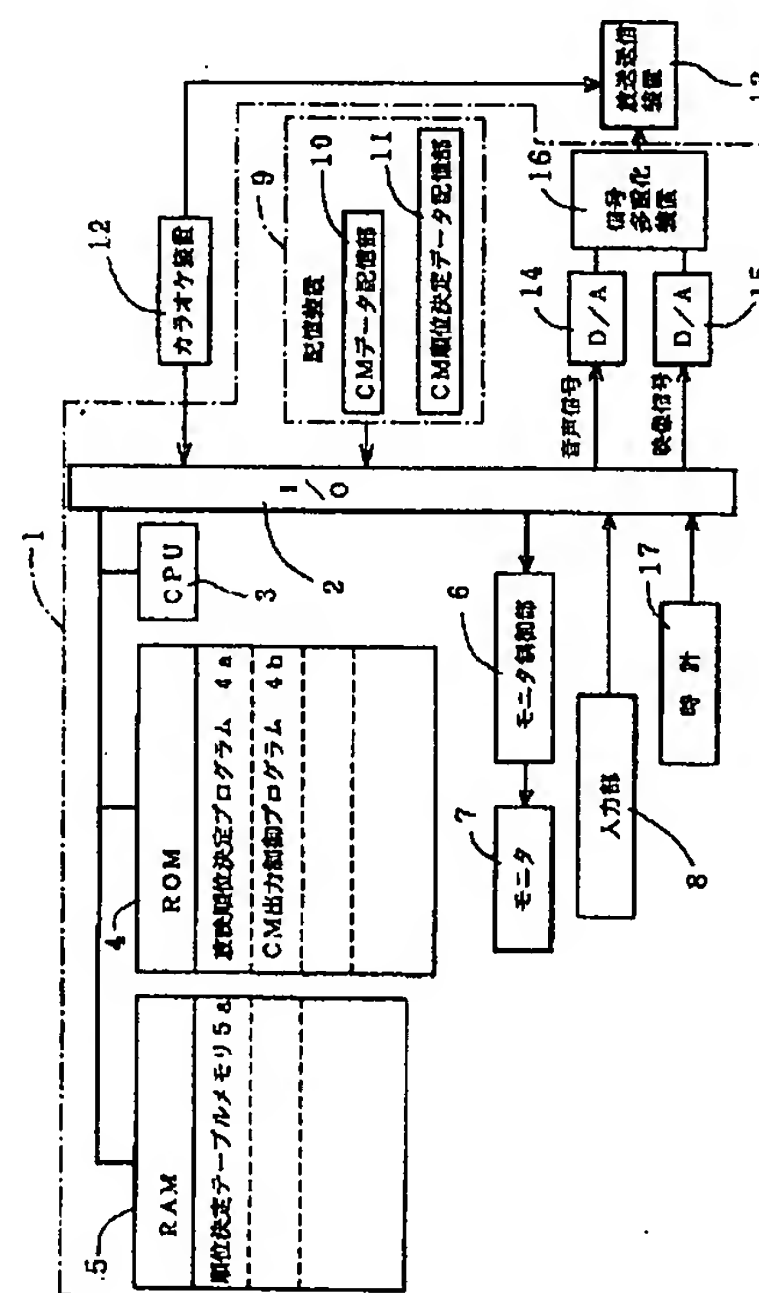 1
RAM
順位決定テーブルメモリ5a
5
ROM
放映順位決定プログラム 4a
CM出力制御プログラム 4b
4
CPU
3
I/O
2
モニタ
7
モニタ制御部
6
入力部
8
時計
17
カラオケ装置
12
記憶装置
9
CMデータ記憶部
10
CM順位決定データ記憶部
11
音声信号
D/A
14
映像信号
D/A
15
信号
多重化
装置
16
放送送信
装置
13